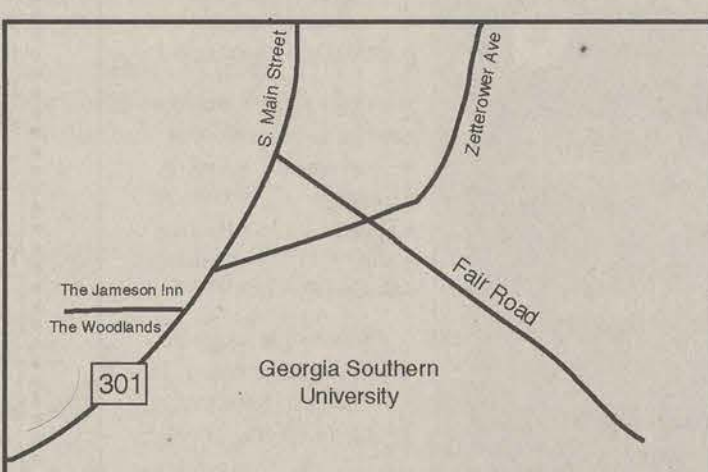 S. Main Street
Zetterower Ave
The Jameson Inn
The Woodlands
Fair Road
301
Georgia Southern
University